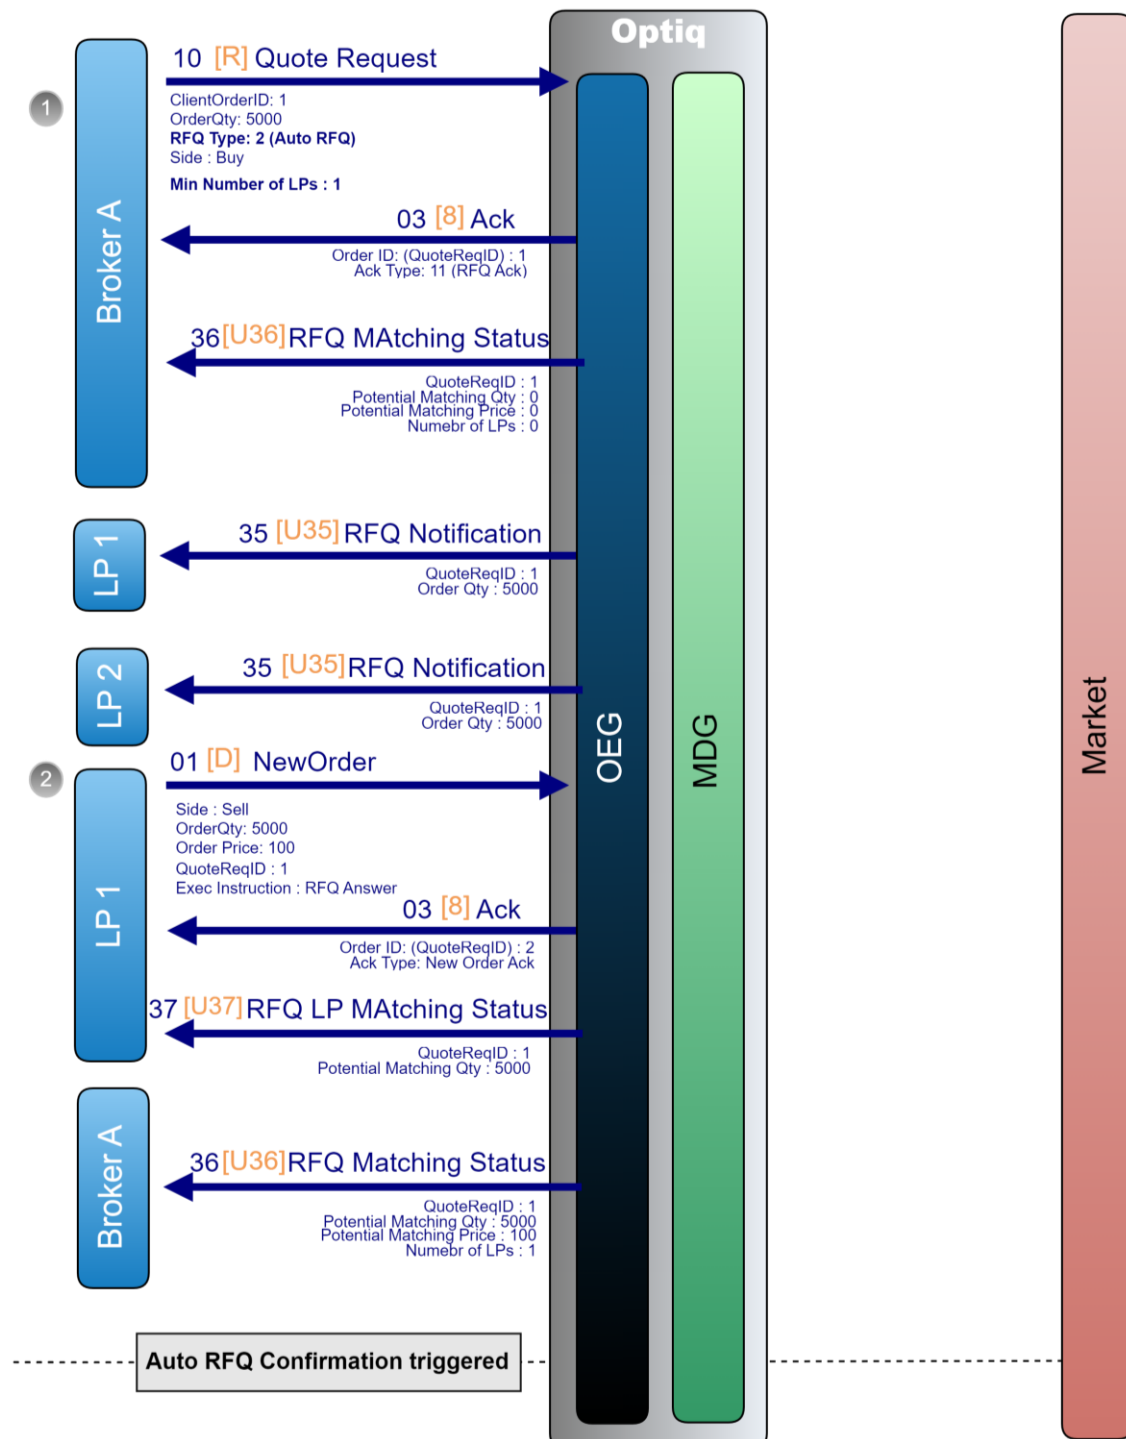 Optiq
10 [R] Quote Request
1
ClientOrderID: 1
OrderQty: 5000
RFQ Type: 2 (Auto RFQ)
Side : Buy
Min Number of LPs : 1
Broker A
03 [8] Ack
Order ID: (QuoteReqID) : 1
Ack Type: 11 (RFQ Ack)
36 [U36] RFQ MAtching Status
QuoteReqID : 1
Potential Matching Qty : 0
Potential Matching Price : 0
Numebr of LPs : 0
LP 1
35 [U35] RFQ Notification
QuoteReqID : 1
Order Qty : 5000
LP 2
35 [U35] RFQ Notification
QuoteReqID : 1
Order Qty : 5000
OEG
MDG
Market
2
01 [D] NewOrder
Side : Sell
OrderQty: 5000
Order Price: 100
QuoteReqID : 1
Exec Instruction : RFQ Answer
LP 1
03 [8] Ack
Order ID: (QuoteReqID) : 2
Ack Type: New Order Ack
37 [U37] RFQ LP MAtching Status
QuoteReqID : 1
Potential Matching Qty : 5000
Broker A
36 [U36] RFQ Matching Status
QuoteReqID : 1
Potential Matching Qty : 5000
Potential Matching Price : 100
Numebr of LPs : 1
Auto RFQ Confirmation triggered